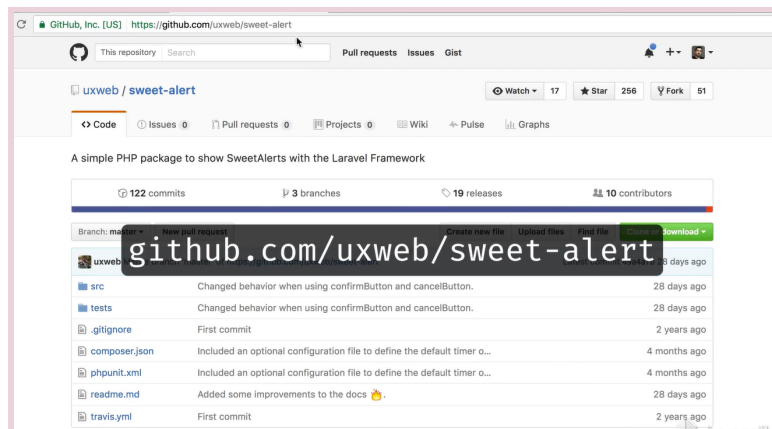 GitHub, Inc. [US] https://github.com/uxweb/sweet-alert
This repository Search Pull requests Issues Gist
uxweb / sweet-alert Watch 17 Star 256 Fork 51
Code Issues 0 Pull requests 0 Projects 0 Wiki Pulse Graphs
A simple PHP package to show SweetAlerts with the Laravel Framework
122 commits 3 branches 19 releases 10 contributors
Branch: master New pull request Create new file Upload files Find file Clone or download
github.com/uxweb/sweet-alert
uxweb 28 days ago
src Changed behavior when using confirmButton and cancelButton. 28 days ago
tests Changed behavior when using confirmButton and cancelButton. 28 days ago
.gitignore First commit 2 years ago
composer.json Included an optional configuration file to define the default timer o... 4 months ago
phpunit.xml Included an optional configuration file to define the default timer o... 4 months ago
readme.md Added some improvements to the docs 🔥. 28 days ago
travis.yml First commit 2 years ago